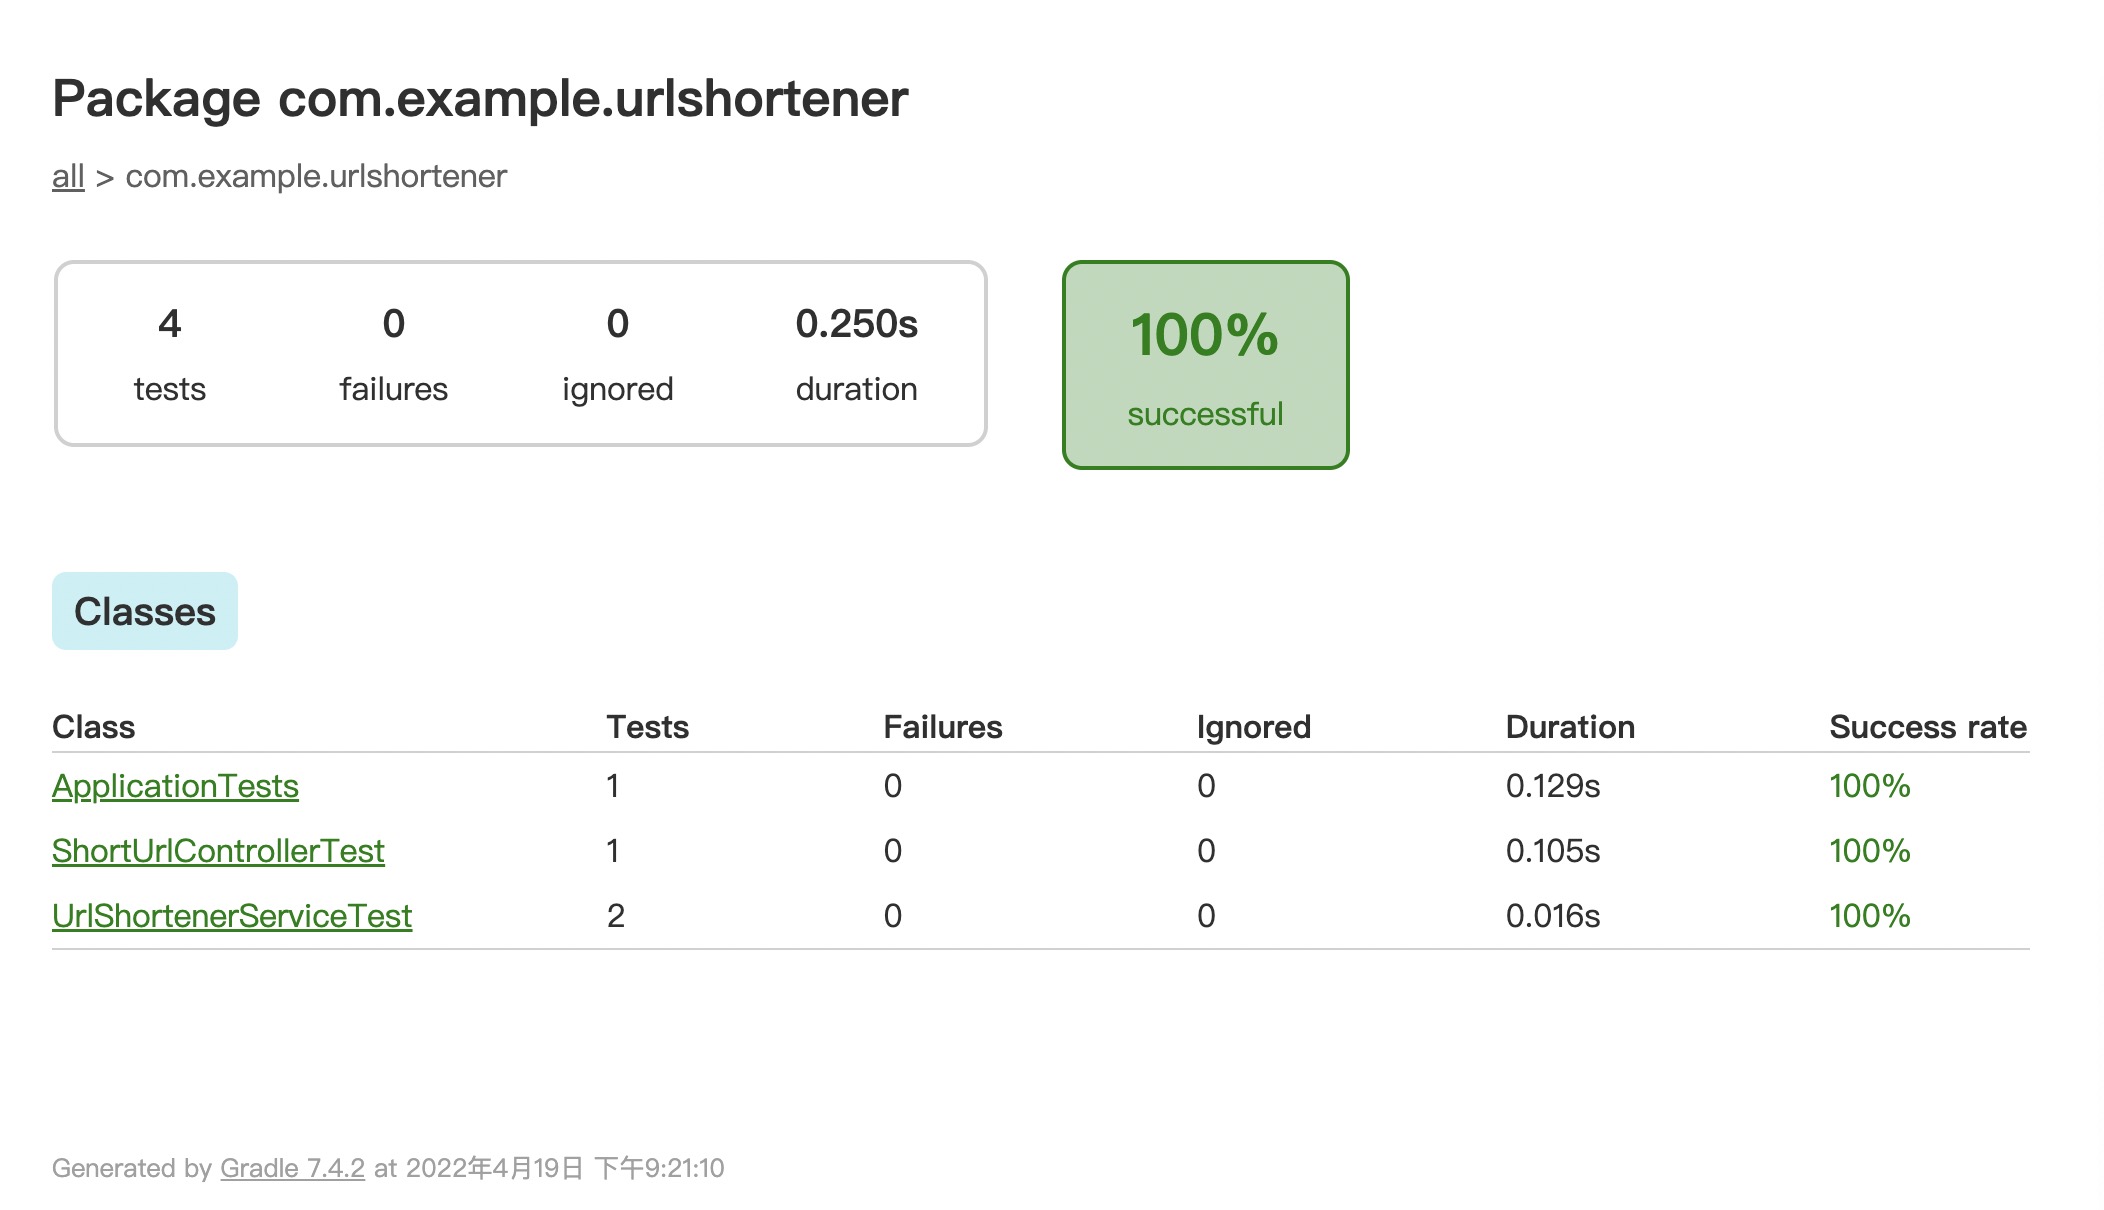 Package com.example.urlshortener
all > com.example.urlshortener
4 0 0 0.250s
tests failures ignored duration
100%
successful
Classes
Class Tests Failures Ignored Duration Success rate
ApplicationTests 1 0 0 0.129s 100%
ShortUrlControllerTest 1 0 0 0.105s 100%
UrlShortenerServiceTest 2 0 0 0.016s 100%
Generated by Gradle 7.4.2 at 2022年4月19日 下午9:21:10